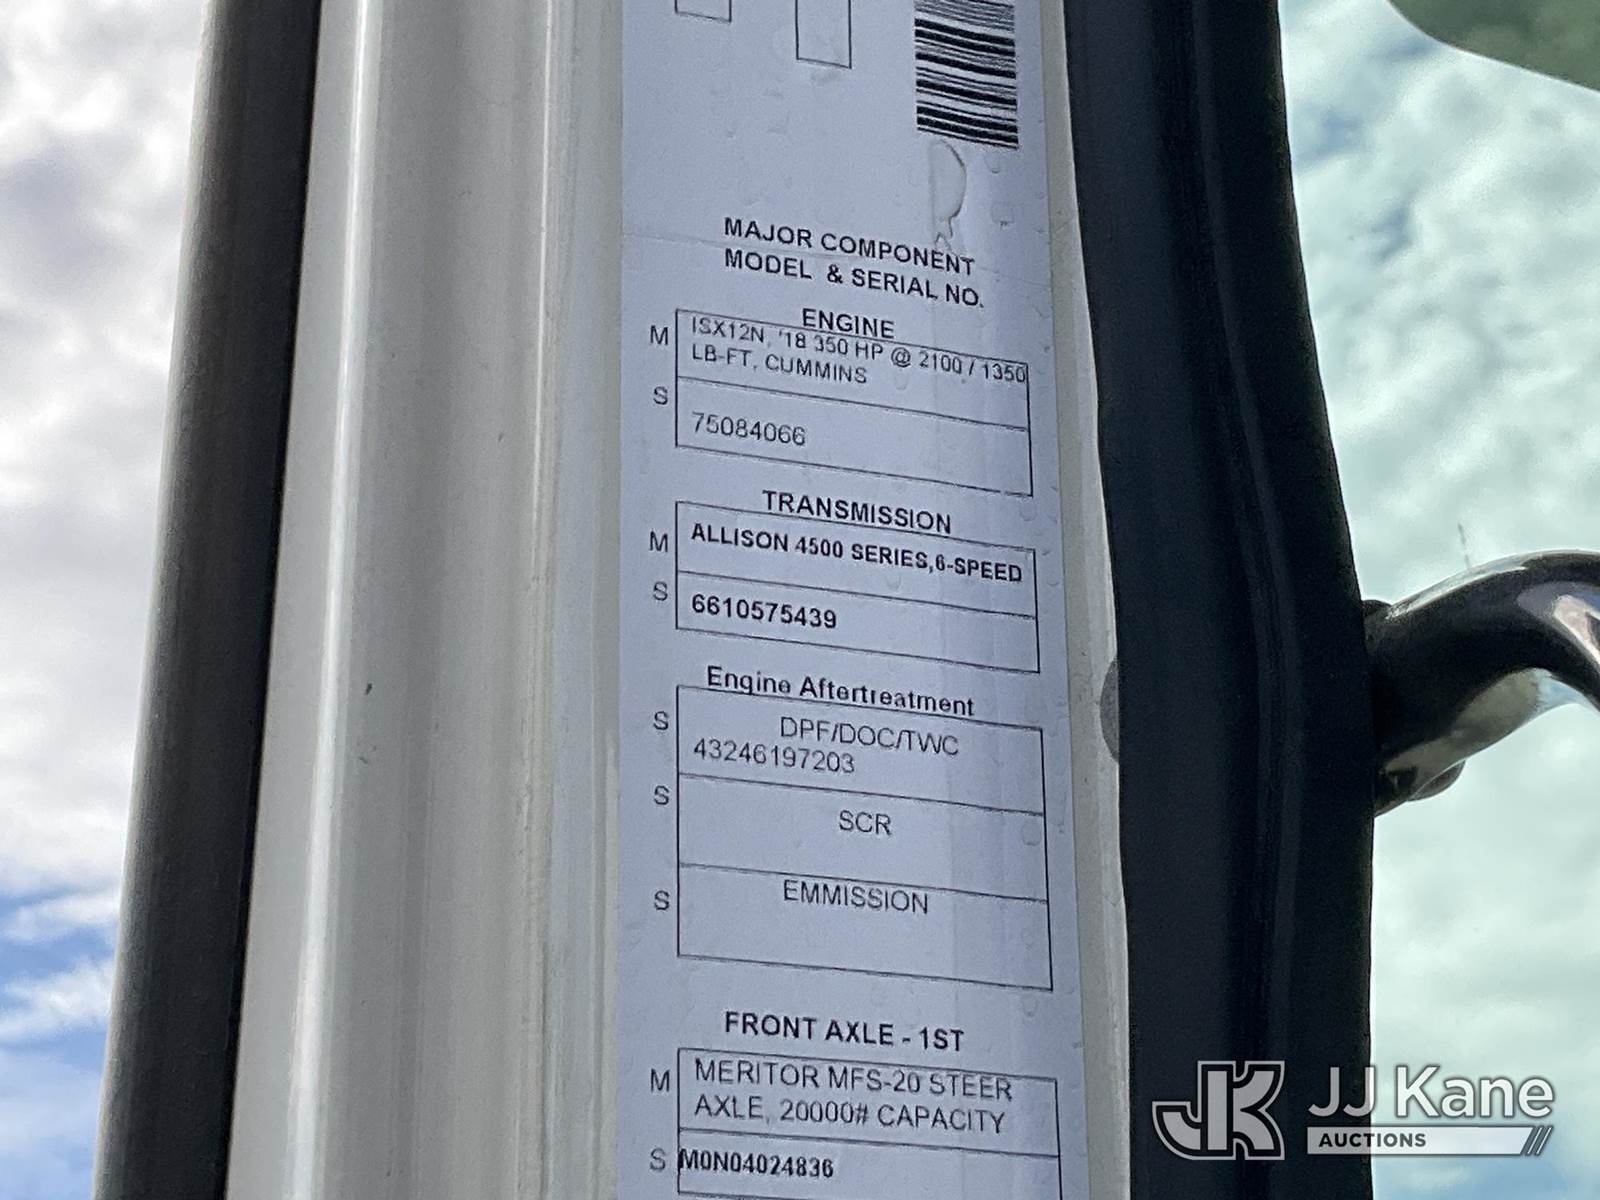 MAJOR COMPONENT
MODEL & SERIAL NO.
ENGINE
M
ISX12N, '18 350 HP @ 2100 / 1350
LB-FT, CUMMINS
S
75084066
TRANSMISSION
M
ALLISON 4500 SERIES,6-SPEED
S
6610575439
Engine Aftertreatment
S
DPF/DOC/TWC
43246197203
S
SCR
S
EMMISSION
FRONT AXLE - 1ST
M
MERITOR MFS-20 STEER
AXLE, 20000# CAPACITY
S
M0N04024836
JK JJ Kane
AUCTIONS